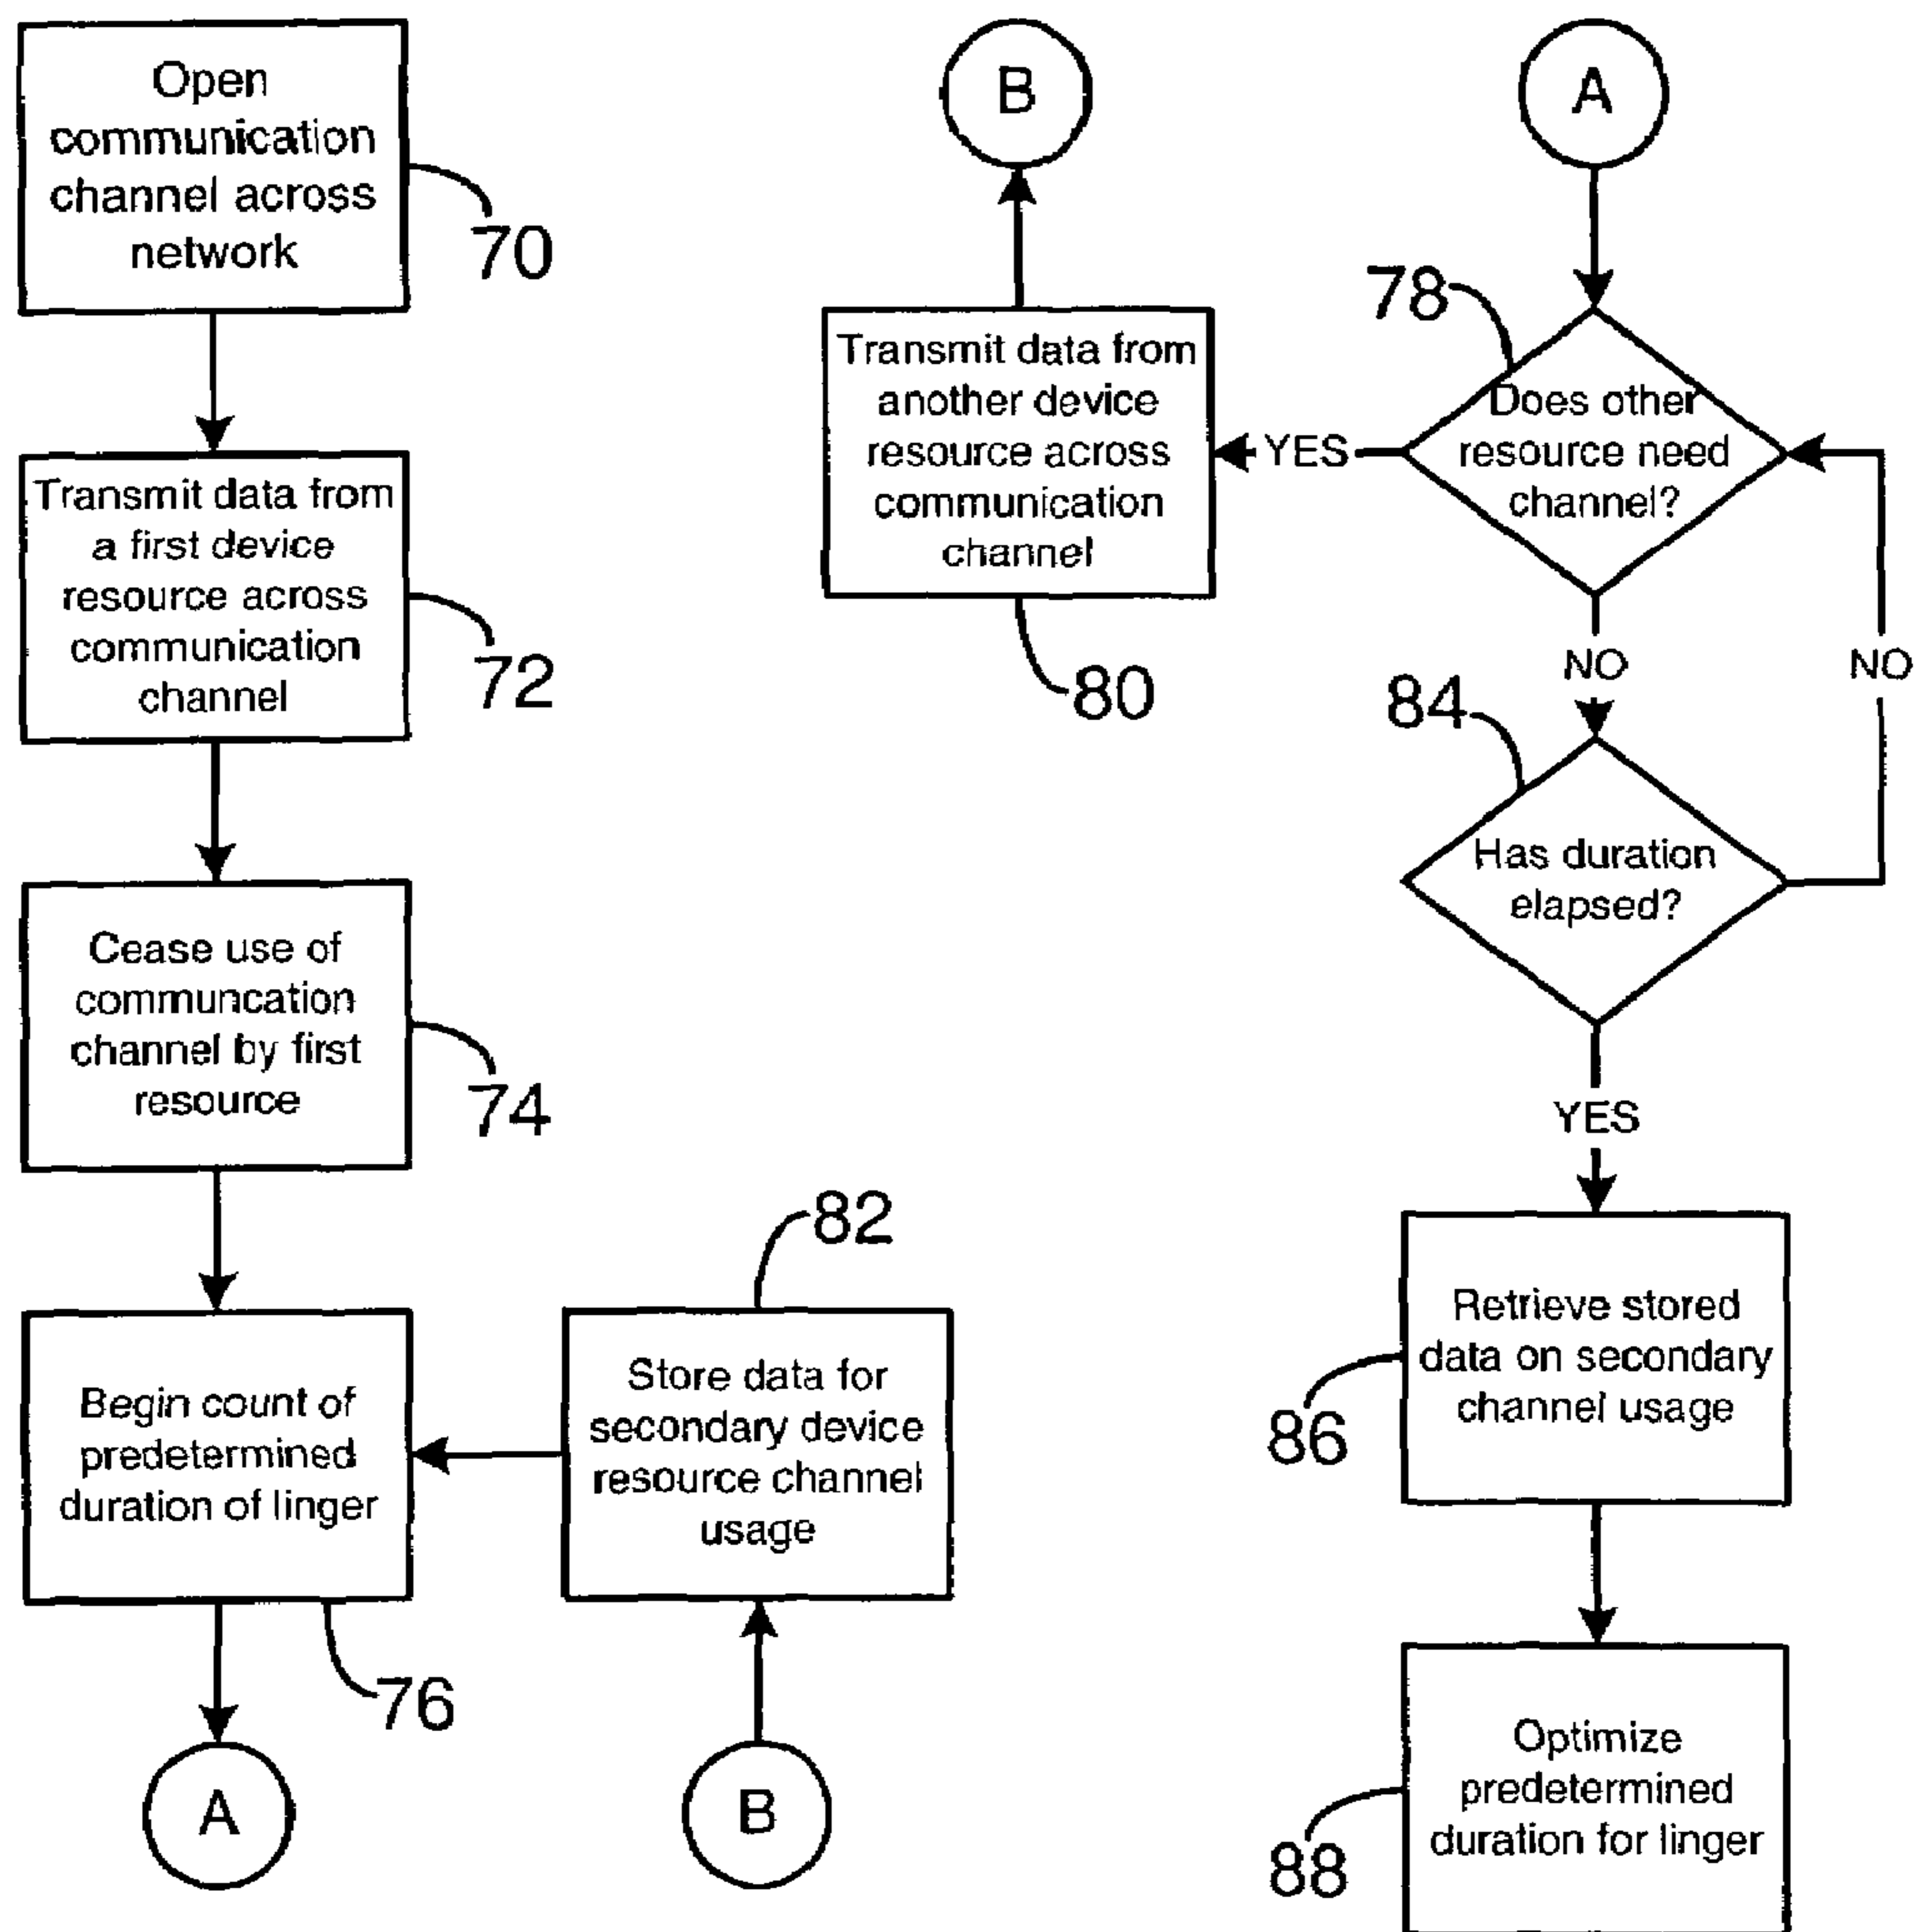 Open
communication
channel across
network
70
Transmit data from
a first device
resource across
communication
channel
72
Cease use of
communcation
channel by first
resource
74
Begin count of
predetermined
duration of linger
76
A
82
Store data for
secondary device
resource channel
usage
B
B
Transmit data from
another device
resource across
communication
channel
80
YES
A
78
Does other
resource need
channel?
NO
NO
84
Has duration
elapsed?
YES
Retrieve stored
data on secondary
channel usage
86
Optimize
predetermined
duration for linger
88